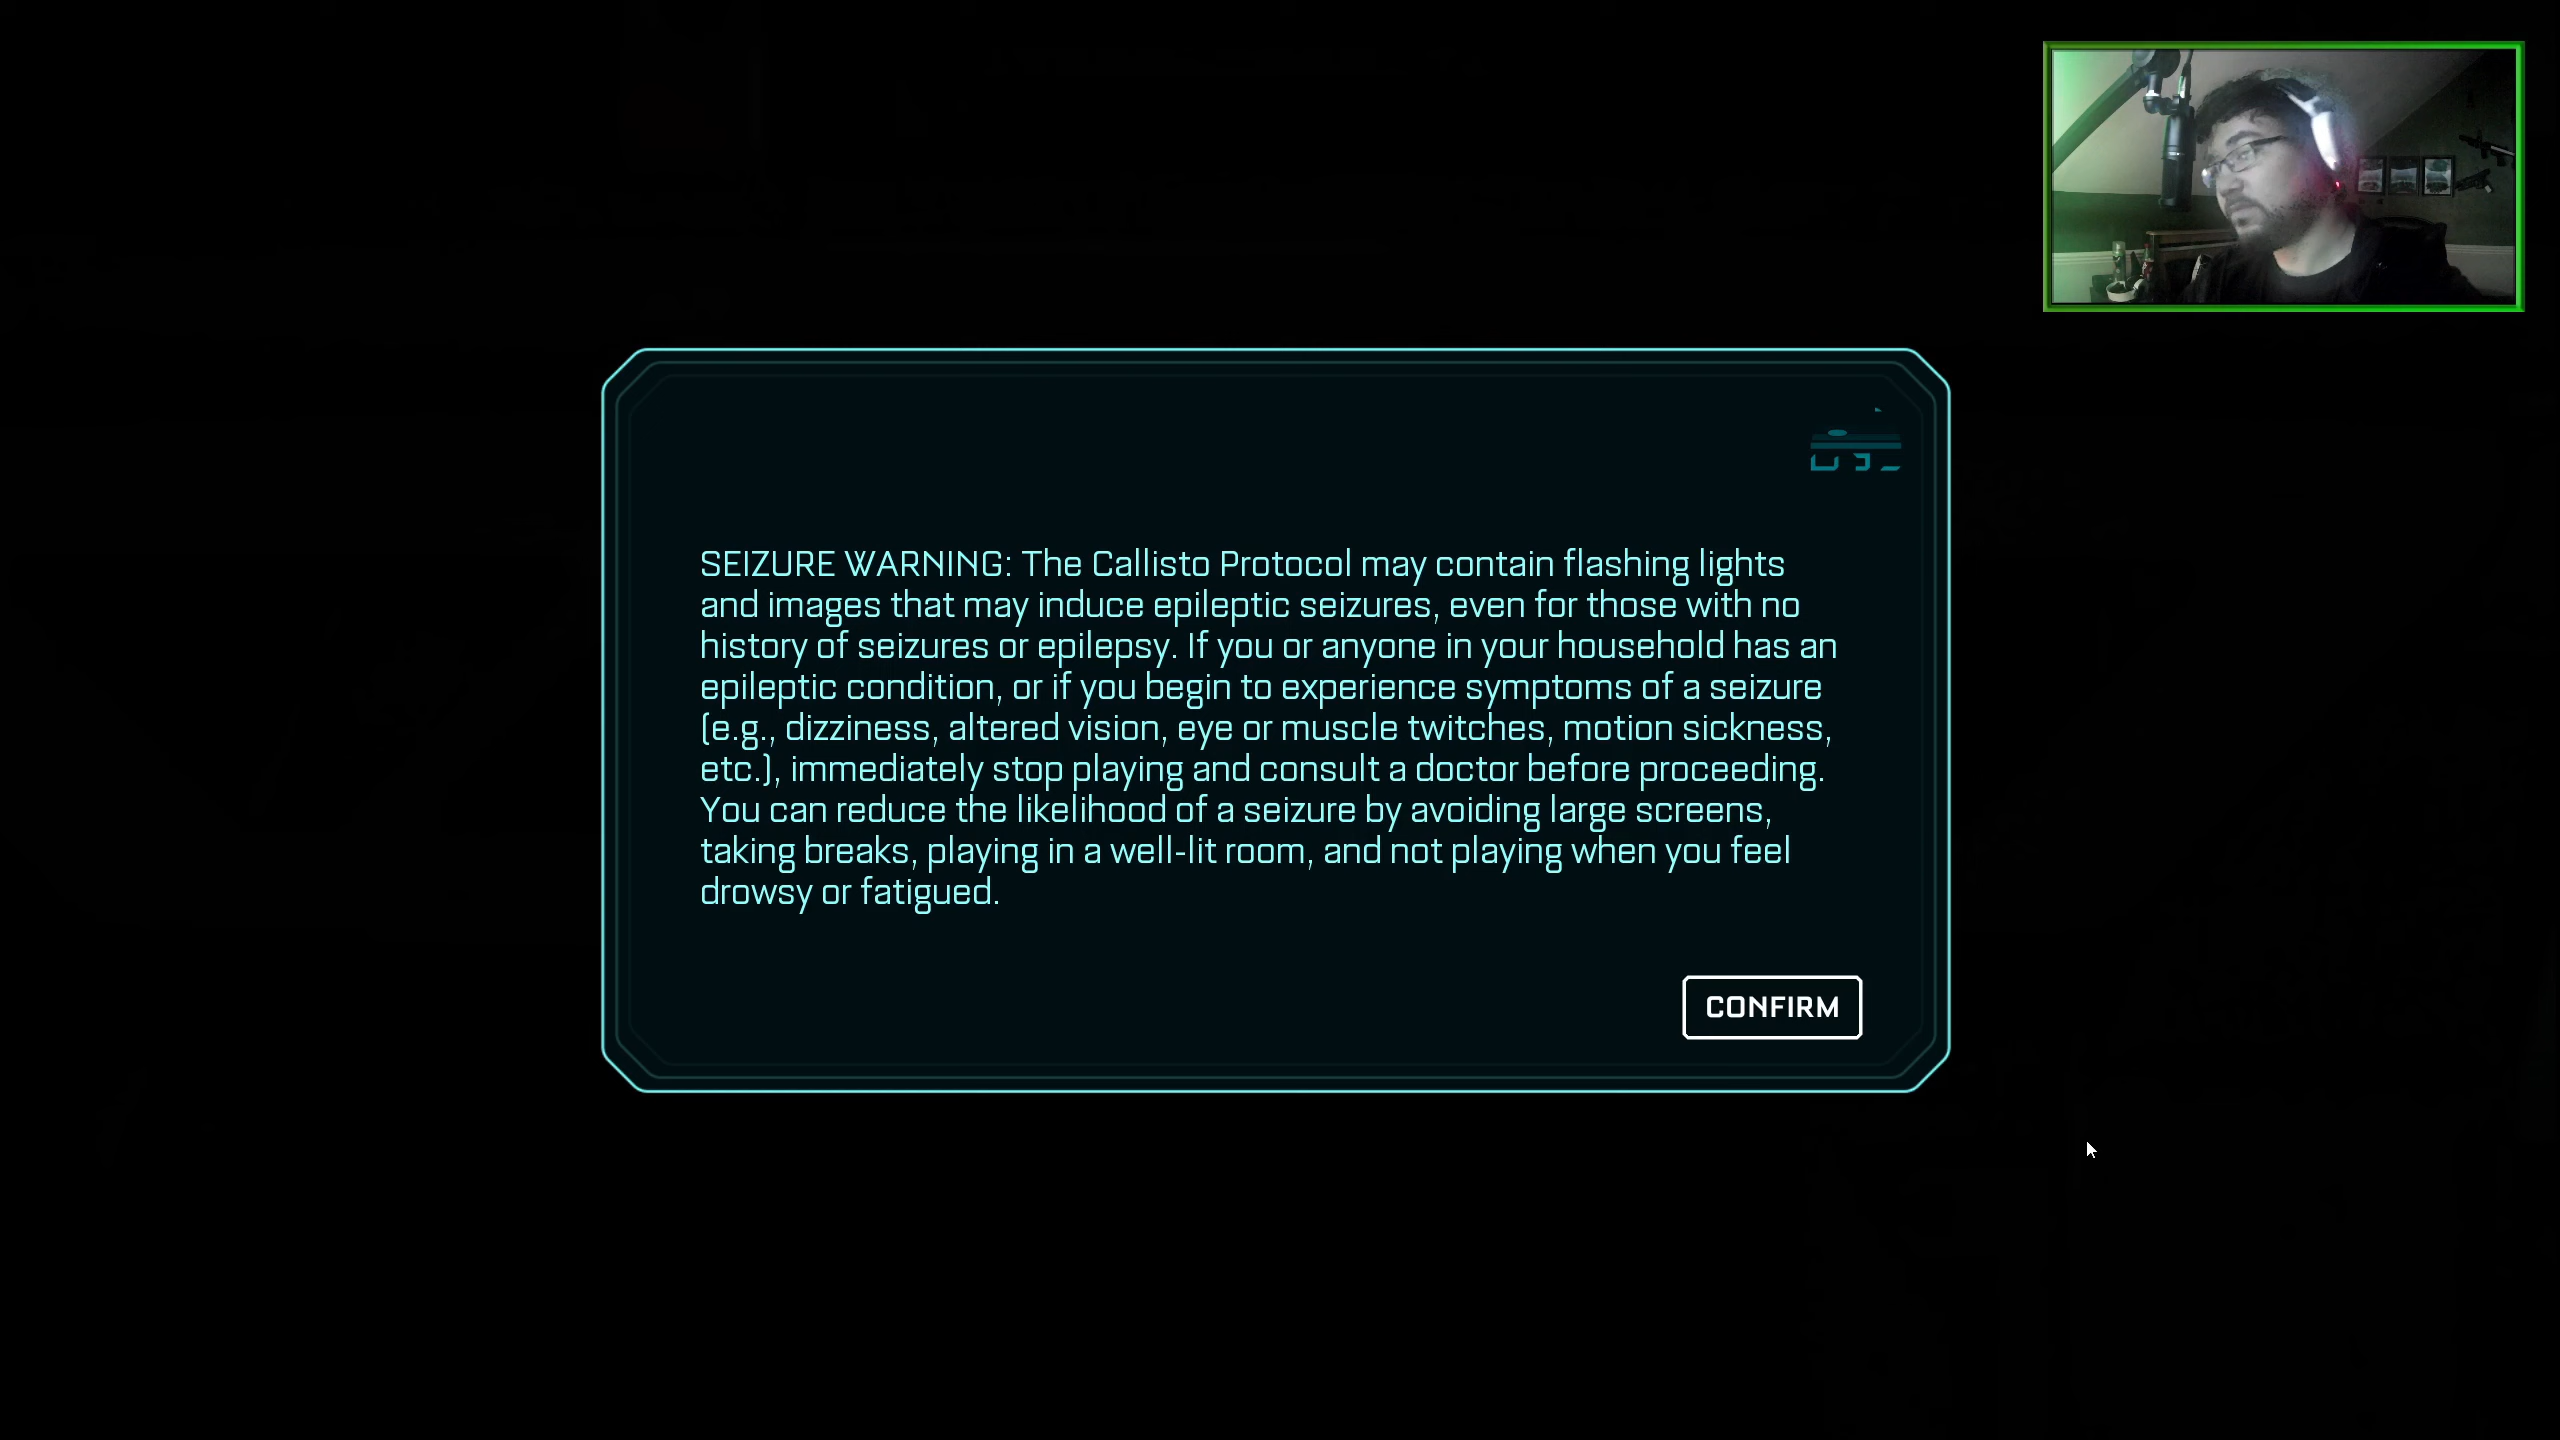 SEIZURE WARNING: The Callisto Protocol may contain flashing lights
and images that may induce epileptic seizures, even for those with no
history of seizures or epilepsy. If you or anyone in your household has an
epileptic condition, or if you begin to experience symptoms of a seizure
(e.g., dizziness, altered vision, eye or muscle twitches, motion sickness,
etc.), immediately stop playing and consult a doctor before proceeding.
You can reduce the likelihood of a seizure by avoiding large screens,
taking breaks, playing in a well-lit room, and not playing when you feel
drowsy or fatigued.
CONFIRM